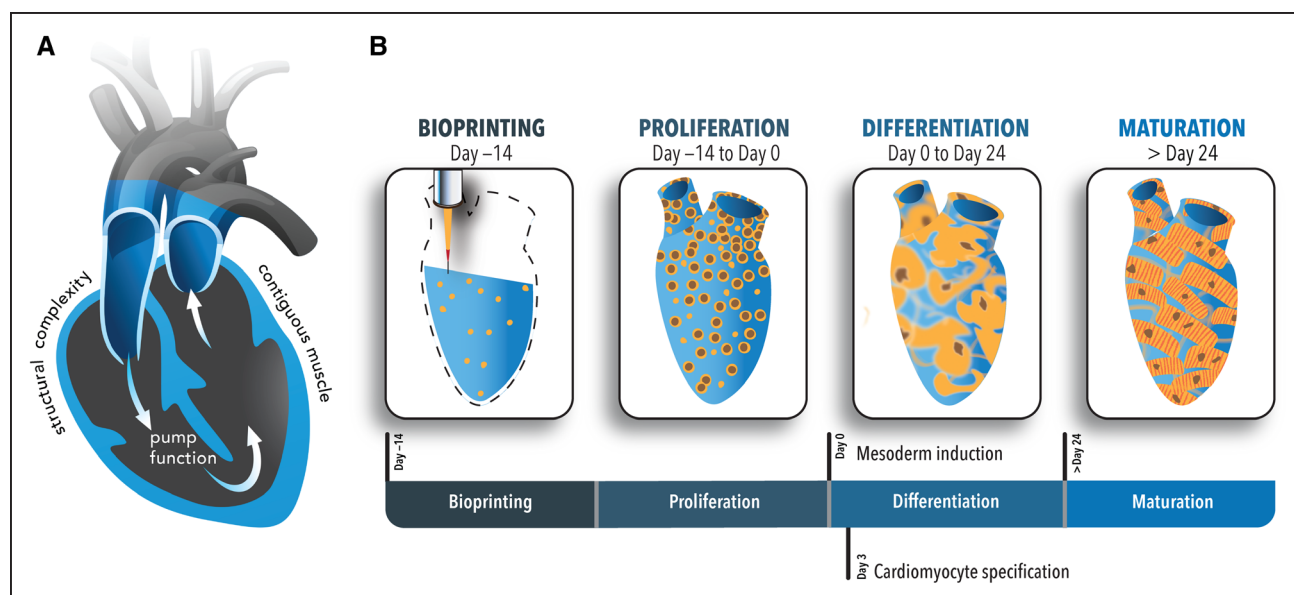 A
B
structural complexity
contiguous muscle
pump
function
BIOPRINTING
Day –14
PROLIFERATION
Day –14 to Day 0
DIFFERENTIATION
Day 0 to Day 24
MATURATION
> Day 24
Day –14
Day 0
Mesoderm induction
>Day 24
Bioprinting
Proliferation
Differentiation
Maturation
Day 3
Cardiomyocyte specification